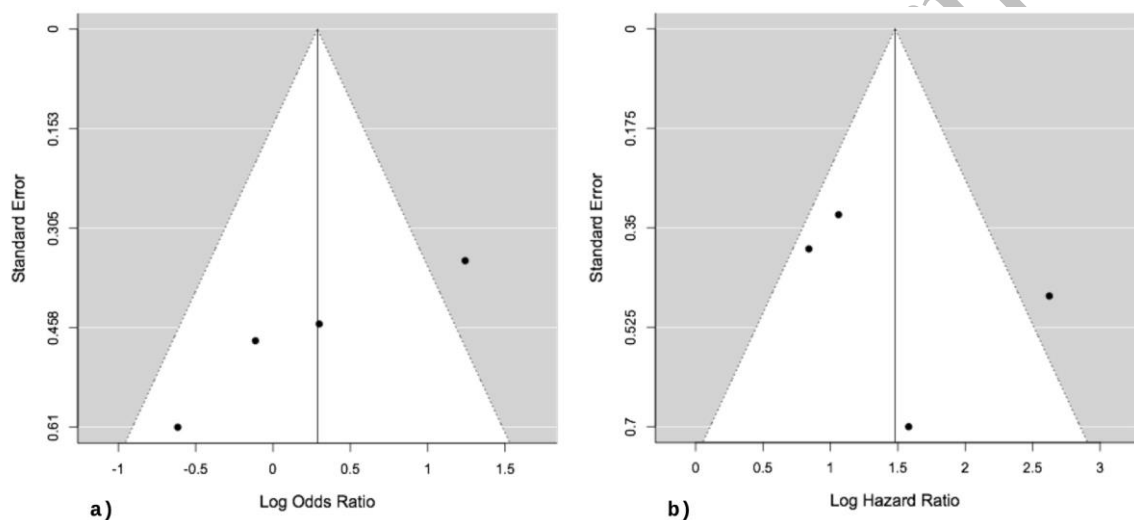 0
0.153
0.305
0.458
0.61
Standard Error
-1 -0.5 0 0.5 1 1.5
Log Odds Ratio
a)
0
0.175
0.35
0.525
0.7
Standard Error
0 0.5 1 1.5 2 2.5 3
Log Hazard Ratio
b)